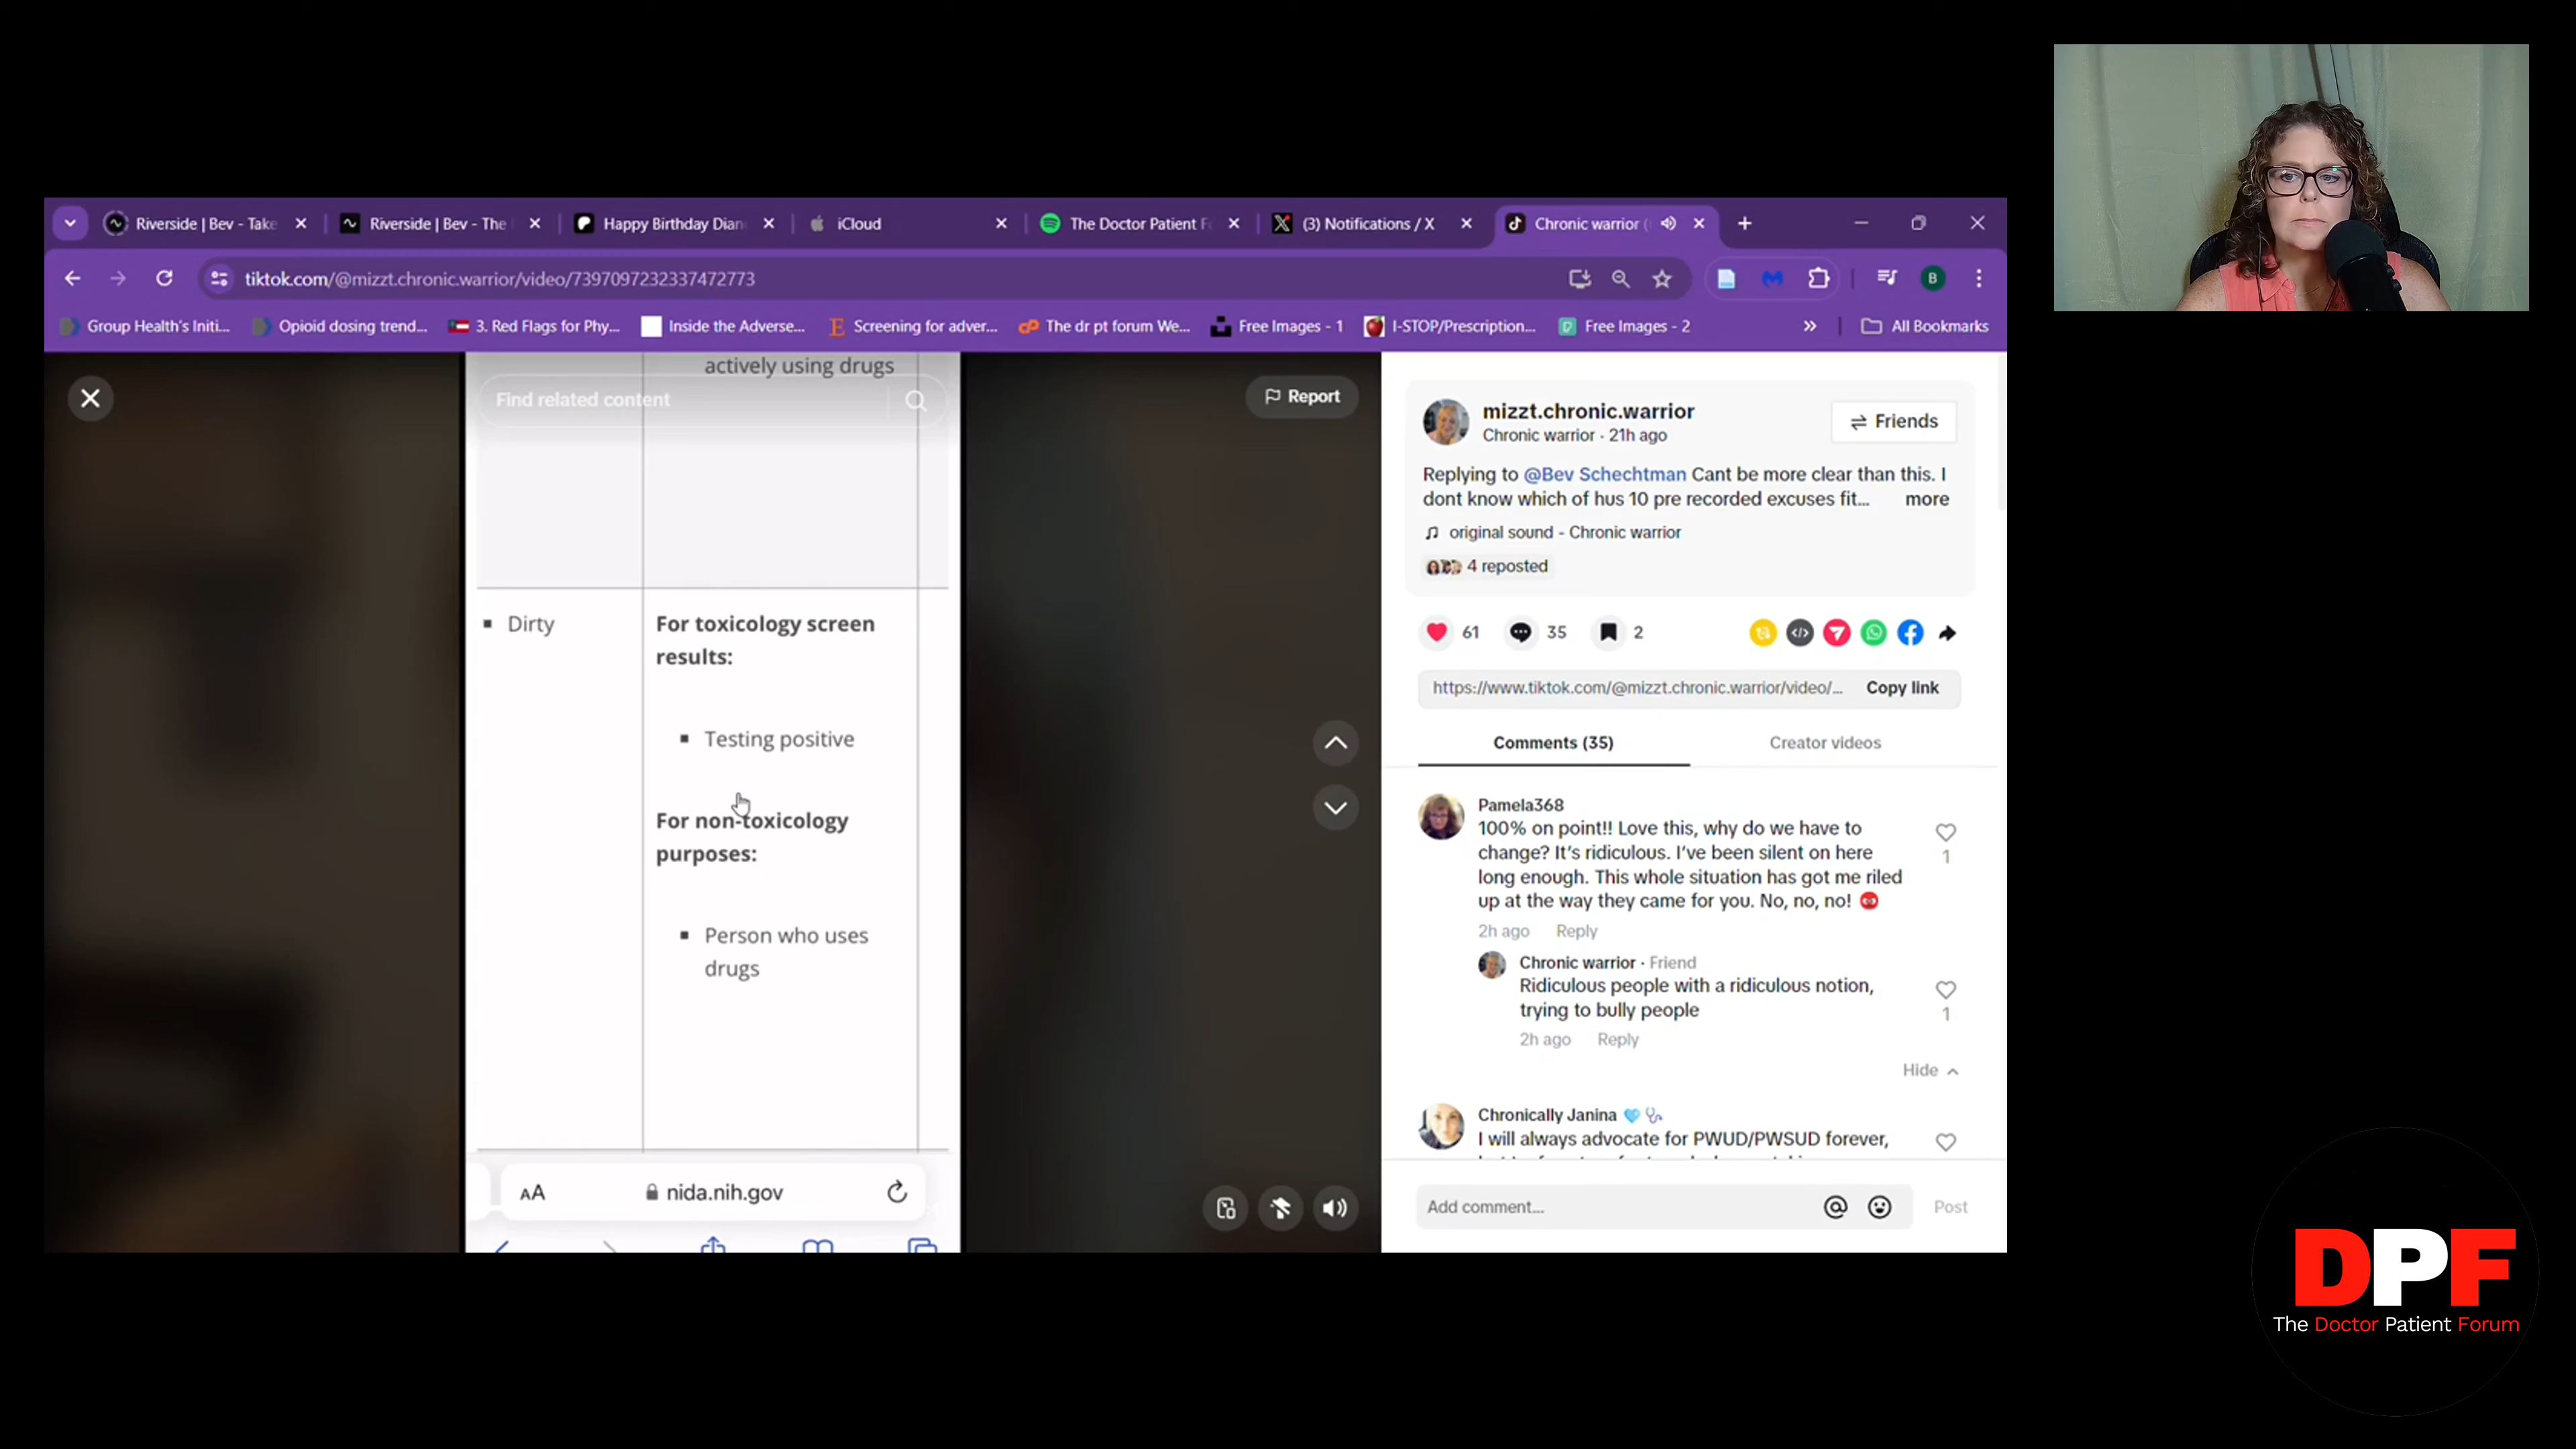 Riverside | Bev - Take
Riverside | Bev - The
Happy Birthday Dian
iCloud
The Doctor Patient F
(3) Notifications / X
Chronic warrior (
tiktok.com/@mizzt.chronic.warrior/video/7397097232337472773
B
Group Health's Initi...
Opioid dosing trend...
3. Red Flags for Phy...
Inside the Adverse...
Screening for adver...
The dr pt forum We...
Free Images - 1
I-STOP/Prescription...
Free Images - 2
All Bookmarks
actively using drugs
Find related content
Dirty
For toxicology screen
results:
Testing positive
For non-toxicology
purposes:
Person who uses
drugs
AA
nida.nih.gov
Report
mizzt.chronic.warrior
Chronic warrior · 21h ago
Friends
Replying to @Bev Schechtman Cant be more clear than this. I
dont know which of hus 10 pre recorded excuses fit... more
original sound - Chronic warrior
4 reposted
61
35
2
https://www.tiktok.com/@mizzt.chronic.warrior/video/...
Copy link
Comments (35)
Creator videos
Pamela368
100% on point!! Love this, why do we have to
change? It's ridiculous. I've been silent on here
long enough. This whole situation has got me riled
up at the way they came for you. No, no, no!
1
2h ago Reply
Chronic warrior · Friend
Ridiculous people with a ridiculous notion,
trying to bully people
1
2h ago Reply
Hide
Chronically Janina
I will always advocate for PWUD/PWSUD forever,
Add comment...
Post
DPF
The Doctor Patient Forum